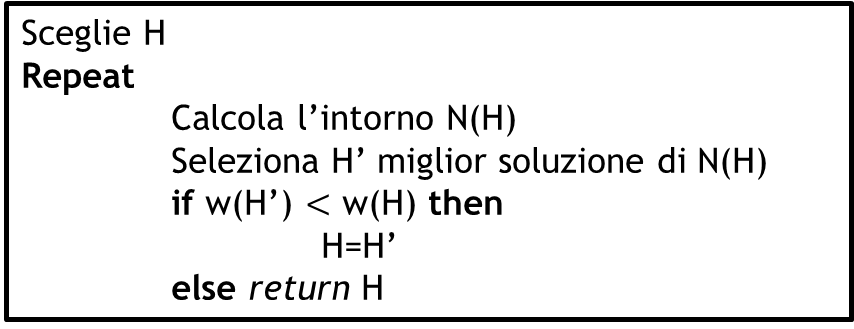 Sceglie H
Repeat
Calcola l’intorno N(H)
Seleziona H’ miglior soluzione di N(H)
if w(H’) < w(H) then
H=H’
else return H